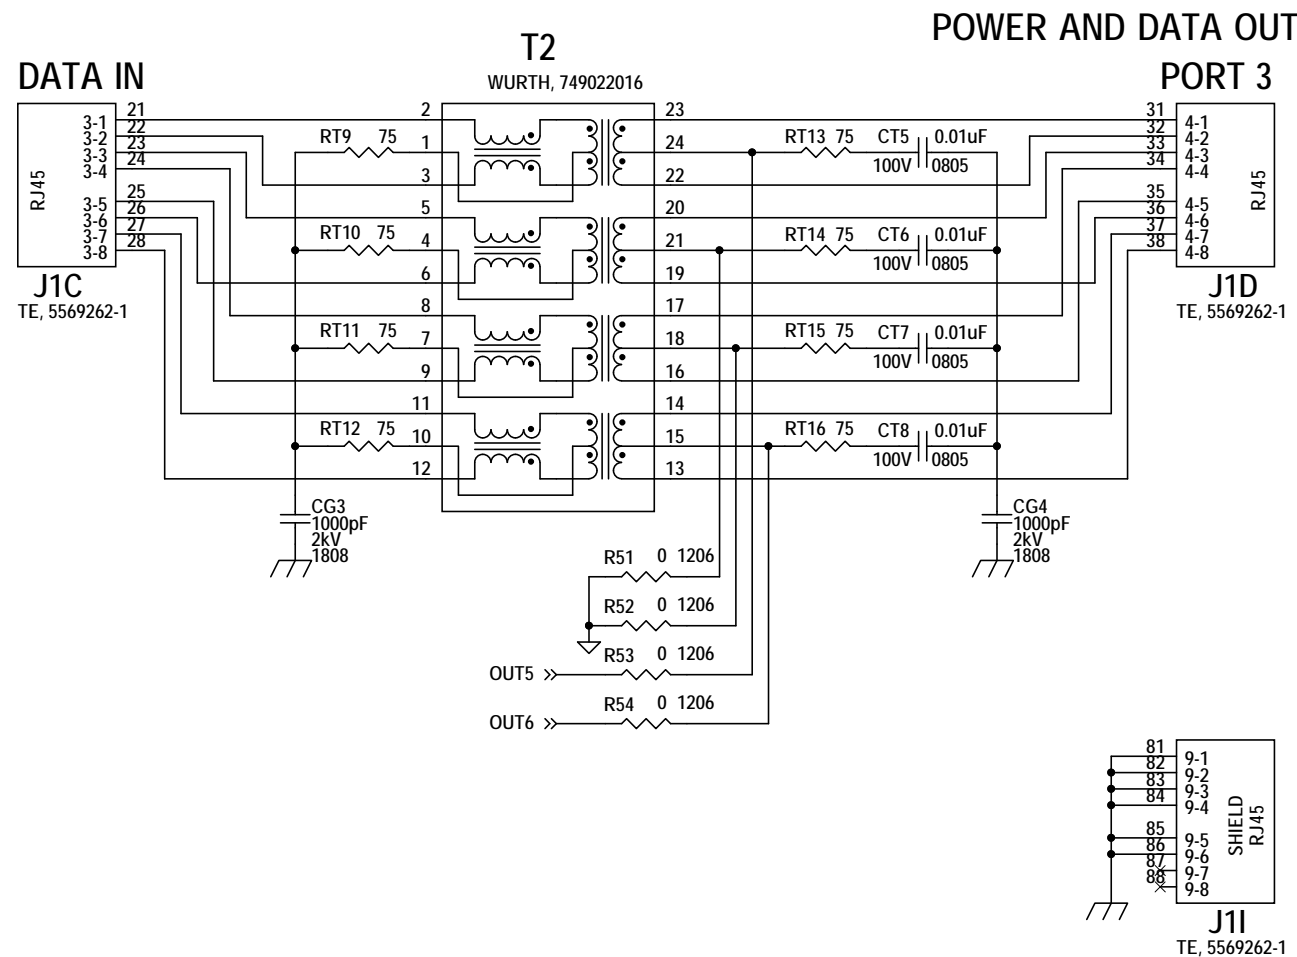 POWER AND DATA OUT
T2
DATA IN
WURTH, 749022016
PORT 3
21 2 23 31
3-1 RT9 75 RT13 75 CT5 0.01uF 4-1
22 32
3-2 1 24 4-2
23 33
3-3 100V 0805 4-3
24 3 22 34
3-4 4-4
RJ45 RJ45
25 35
3-5 5 20 4-5
26 36
3-6 RT10 75 RT14 75 CT6 0.01uF 4-6
27 37
3-7 4 21 4-7
28 38
3-8 100V 0805 4-8
6 19
J1C J1D
TE, 5569262-1 TE, 5569262-1
8 17
RT11 75 RT15 75 CT7 0.01uF
7 18
100V 0805
9 16
11 14
RT12 75 RT16 75 CT8 0.01uF
10 15
100V 0805
12 13
CG3 CG4
1000pF 1000pF
2kV 2kV
1808 1808
R51 0 1206
R52 0 1206
R53 0 1206
OUT5
R54 0 1206
OUT6
81
9-1
82
9-2
83
9-3
84
9-4
SHIELD
RJ45
85
9-5
86
9-6
87
9-7
88
9-8
J1I
TE, 5569262-1